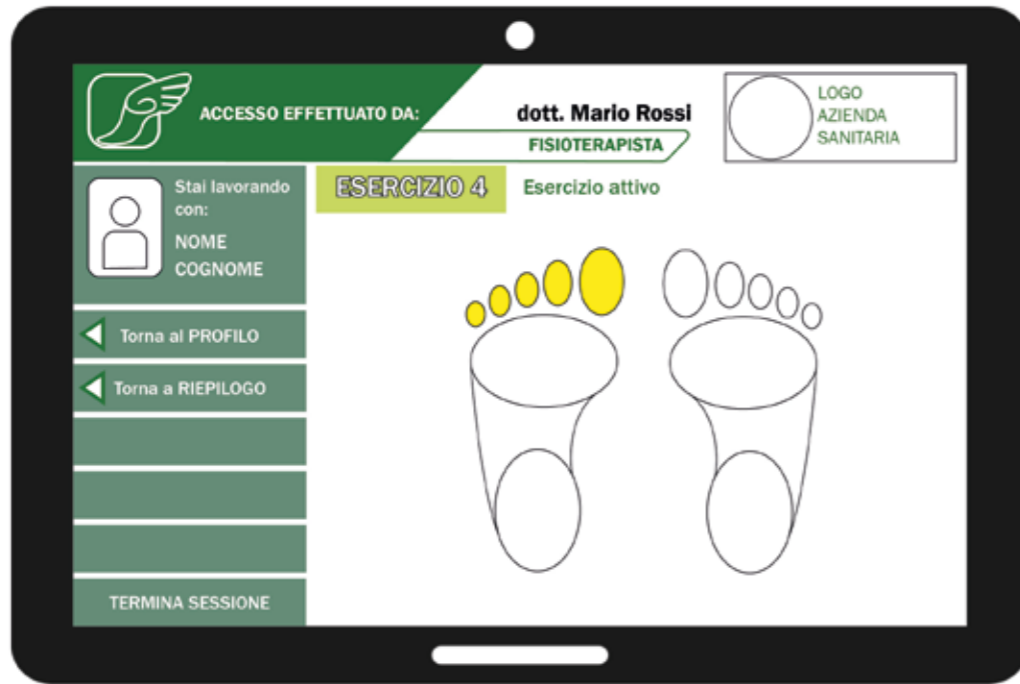 ACCESSO EFFETTUATO DA:
dott. Mario Rossi
FISIOTERAPISTA
LOGO
AZIENDA
SANITARIA
Stai lavorando
con:
NOME
COGNOME
ESERCIZIO 4
Esercizio attivo
Torna al PROFILO
Torna a RIEPILOGO
TERMINA SESSIONE